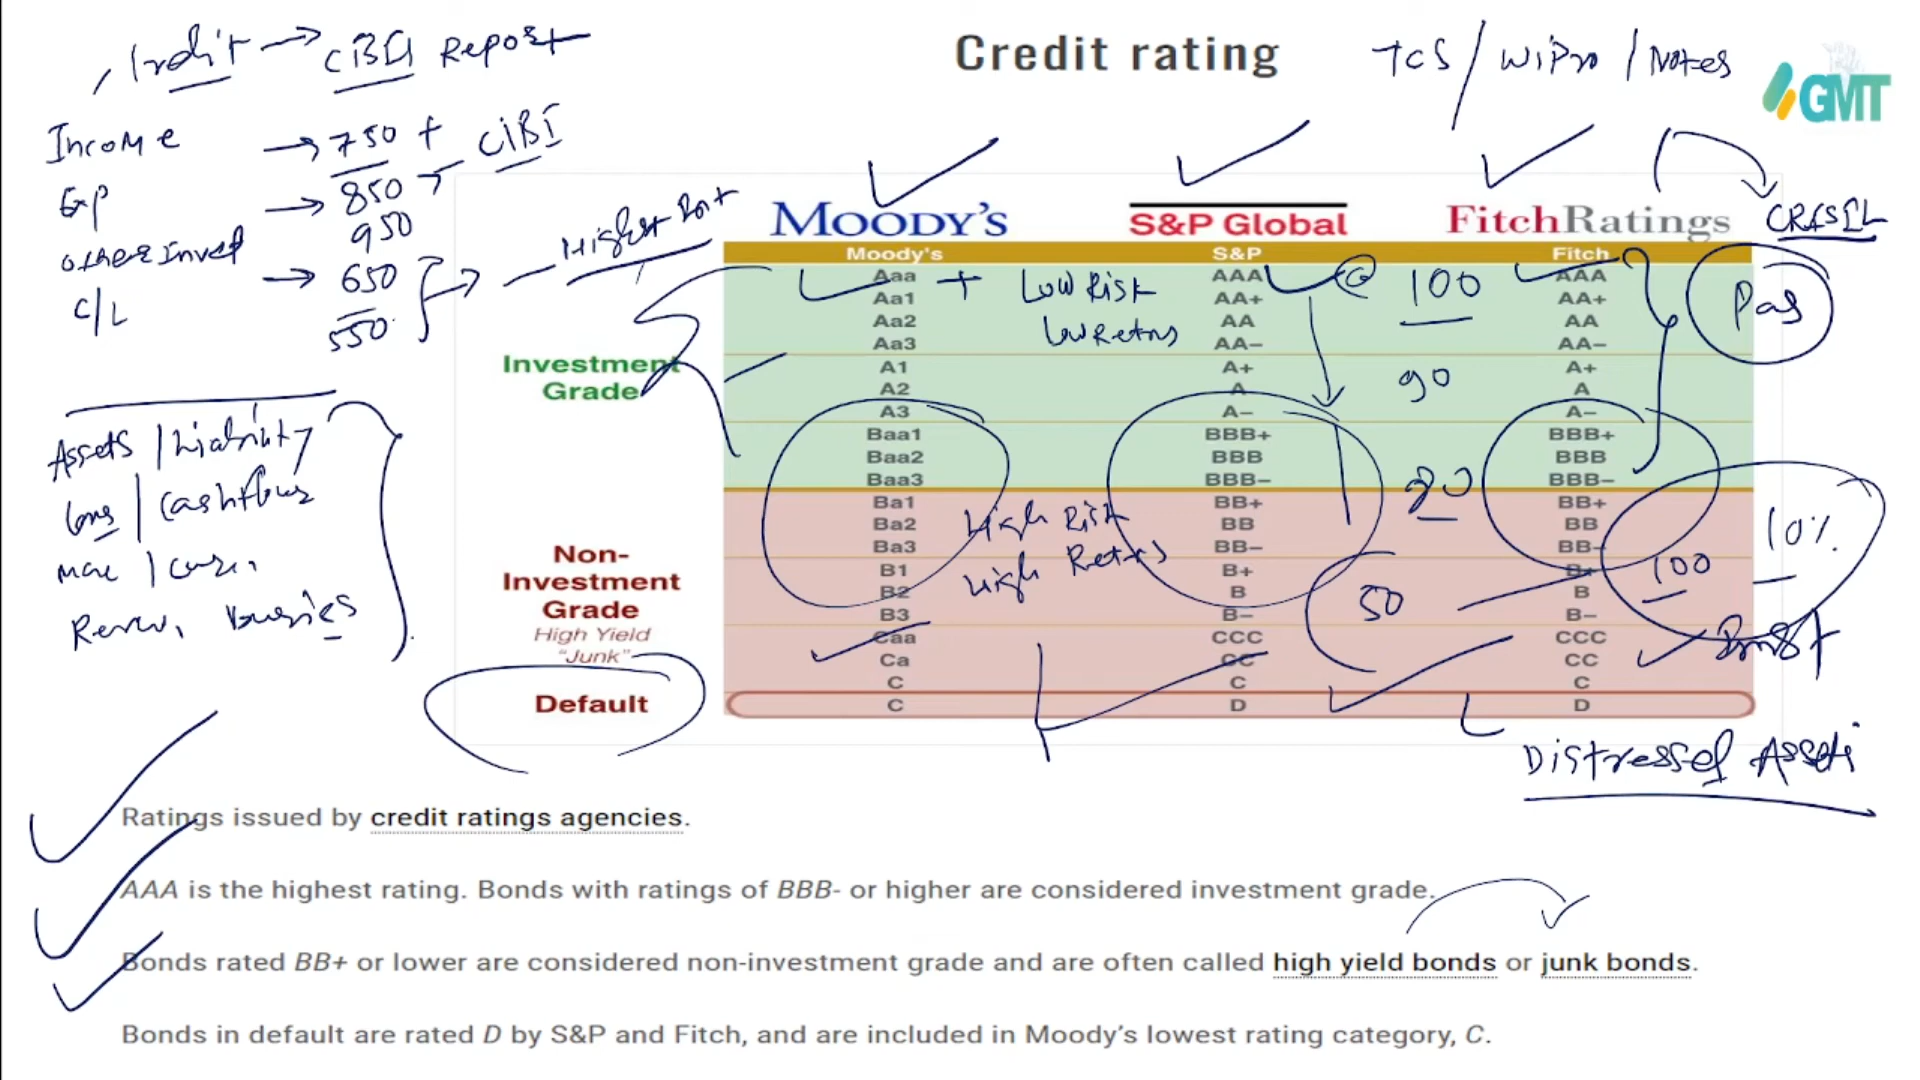 Credit rating
TCS / Wipro / Notes
GMT
Credit → CIBIL Report
Income → 750 + CIBI
Exp → 850
950
other invest
→ 650
C/L
550
Highest Rat
Assets / Liability
Cashflows
100
90
50
100
10%
Low Risk
Low Retns
High Risk
High Retns
CRISIL
Distressed Assets
MOODY'S S&P Global FitchRatings
Moody's S&P Fitch
Aaa AAA AAA
Aa1 AA+ AA+
Aa2 AA AA
Aa3 AA– AA–
Investment
Grade
A1 A+ A+
A2 A A
A3 A– A–
Baa1 BBB+ BBB+
Baa2 BBB BBB
Baa3 BBB– BBB–
Ba1 BB+ BB+
Ba2 BB BB
Ba3 BB– BB–
Non-
Investment
Grade
High Yield
"Junk"
B1 B+ B+
B2 B B
B3 B– B–
Caa CCC CCC
Ca CC CC
C C C
Default C D D
Ratings issued by credit ratings agencies.
AAA is the highest rating. Bonds with ratings of BBB- or higher are considered investment grade.
Bonds rated BB+ or lower are considered non-investment grade and are often called high yield bonds or junk bonds.
Bonds in default are rated D by S&P and Fitch, and are included in Moody's lowest rating category, C.